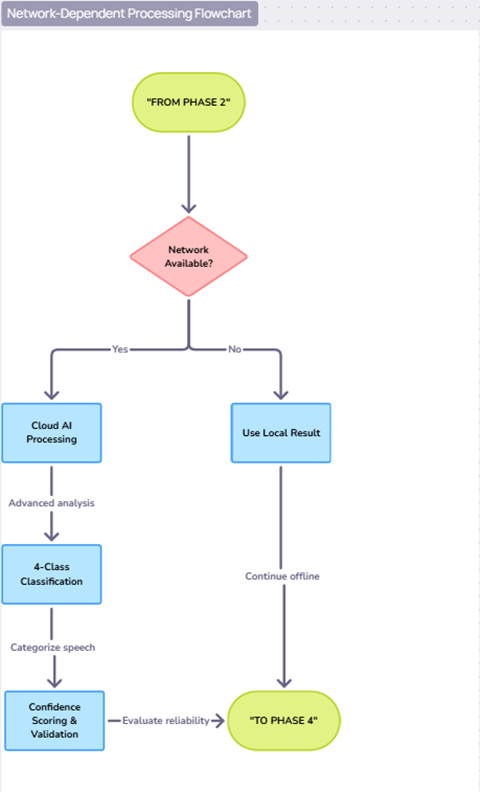 Network-Dependent Processing Flowchart
"FROM PHASE 2"
Network
Available?
Yes
No
Cloud AI
Processing
Use Local Result
Advanced analysis
4-Class
Classification
Continue offline
Categorize speech
Confidence
Scoring &
Validation
Evaluate reliability
"TO PHASE 4"